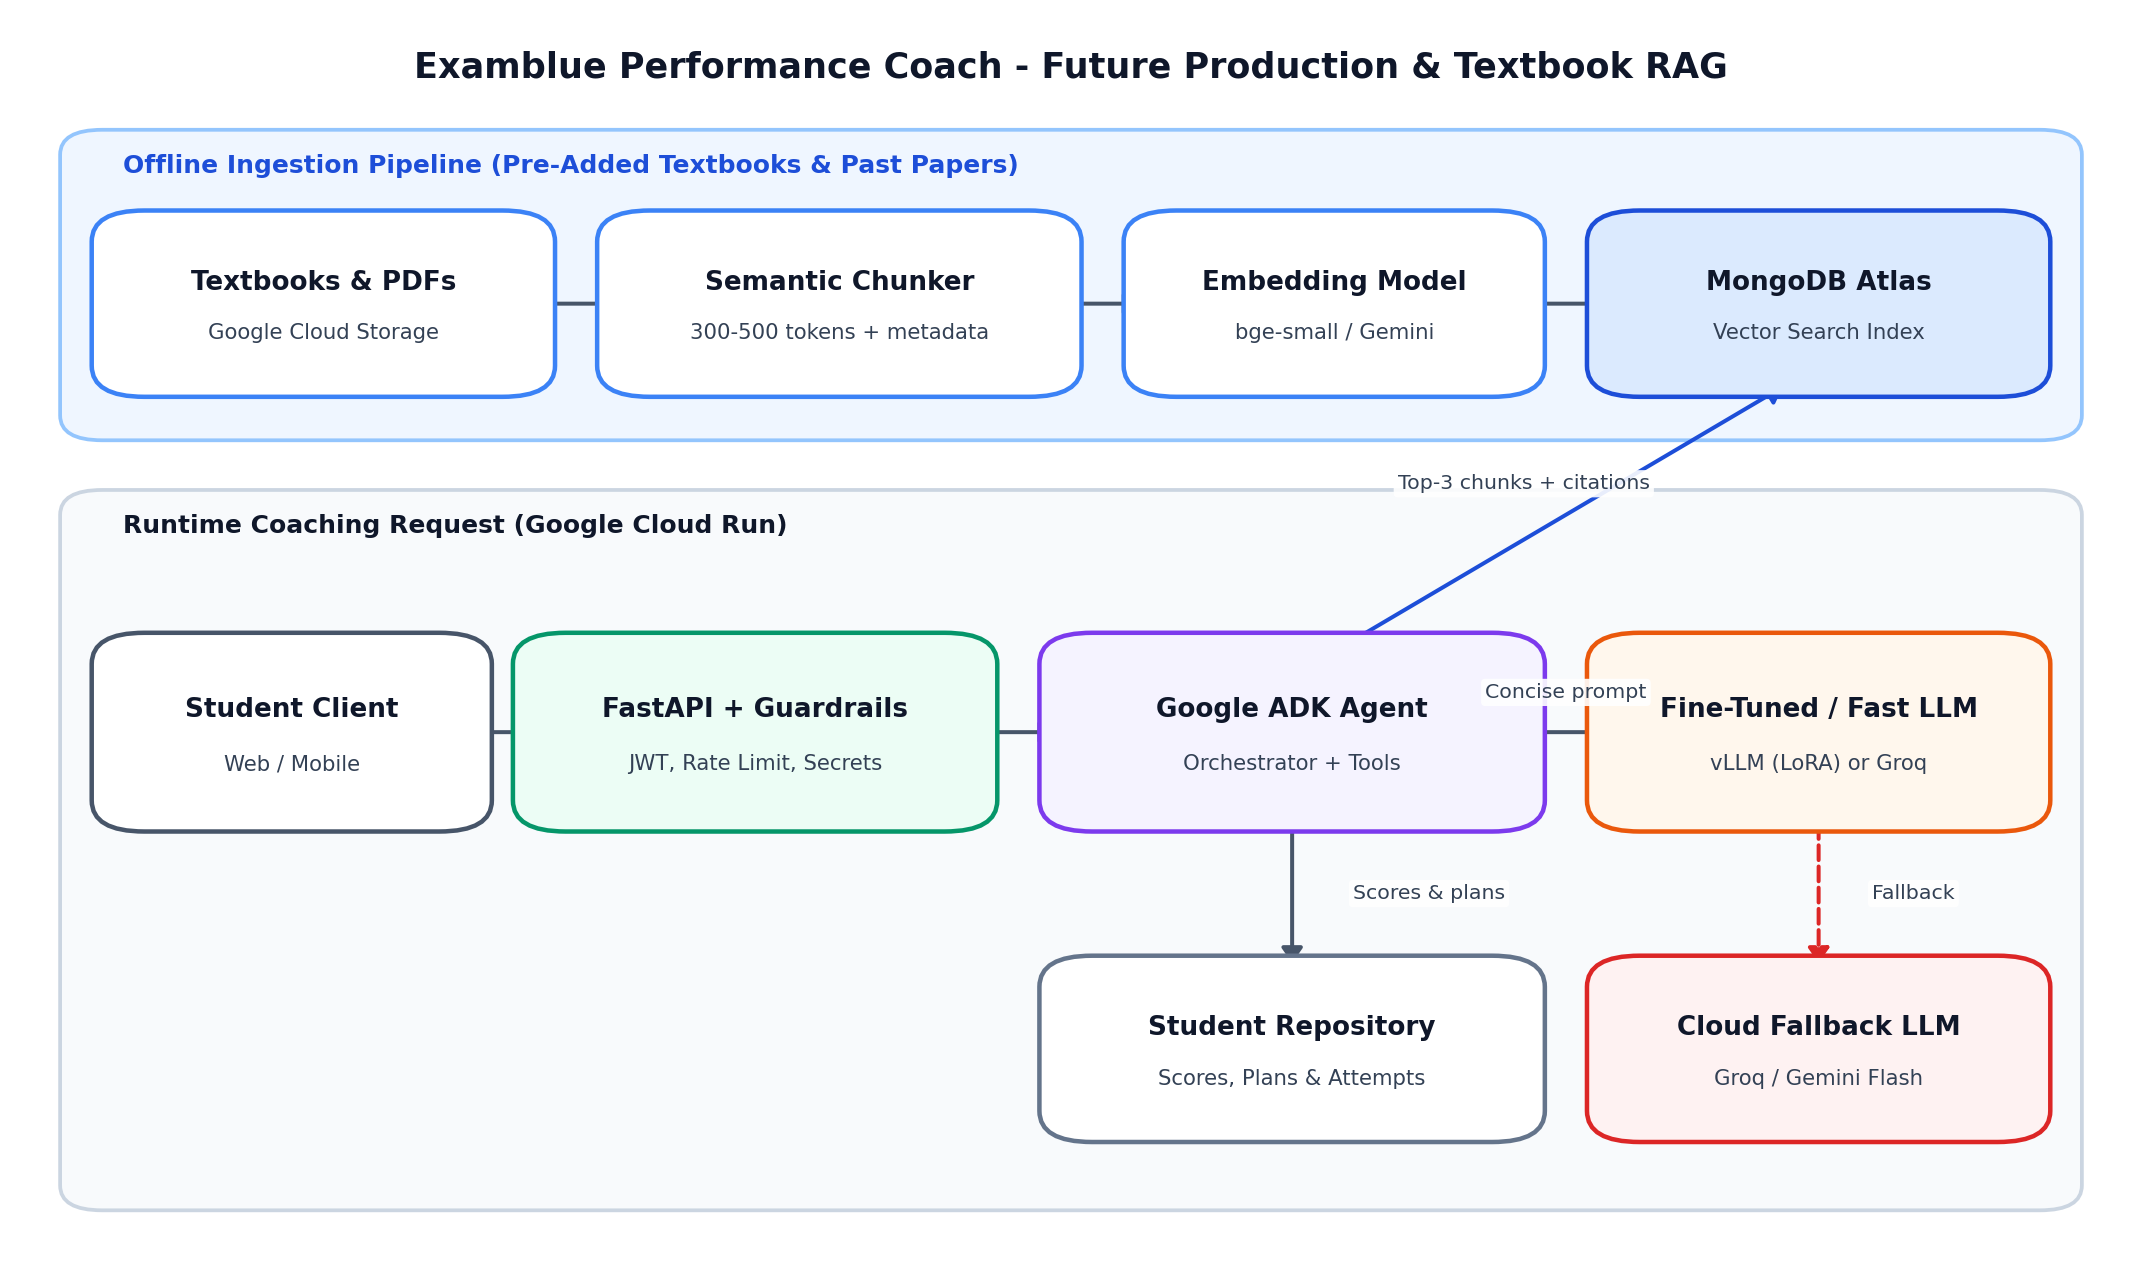 Examblue Performance Coach - Future Production & Textbook RAG
Offline Ingestion Pipeline (Pre-Added Textbooks & Past Papers)
Textbooks & PDFs
Google Cloud Storage
Semantic Chunker
300-500 tokens + metadata
Embedding Model
bge-small / Gemini
MongoDB Atlas
Vector Search Index
Top-3 chunks + citations
Runtime Coaching Request (Google Cloud Run)
Student Client
Web / Mobile
FastAPI + Guardrails
JWT, Rate Limit, Secrets
Google ADK Agent
Orchestrator + Tools
Concise prompt
Fine-Tuned / Fast LLM
vLLM (LoRA) or Groq
Scores & plans
Fallback
Student Repository
Scores, Plans & Attempts
Cloud Fallback LLM
Groq / Gemini Flash